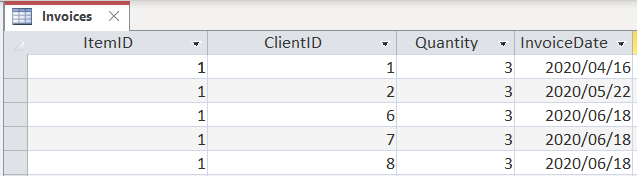 Invoices
ItemID ClientID Quantity InvoiceDate
1 1 3 2020/04/16
1 2 3 2020/05/22
1 6 3 2020/06/18
1 7 3 2020/06/18
1 8 3 2020/06/18